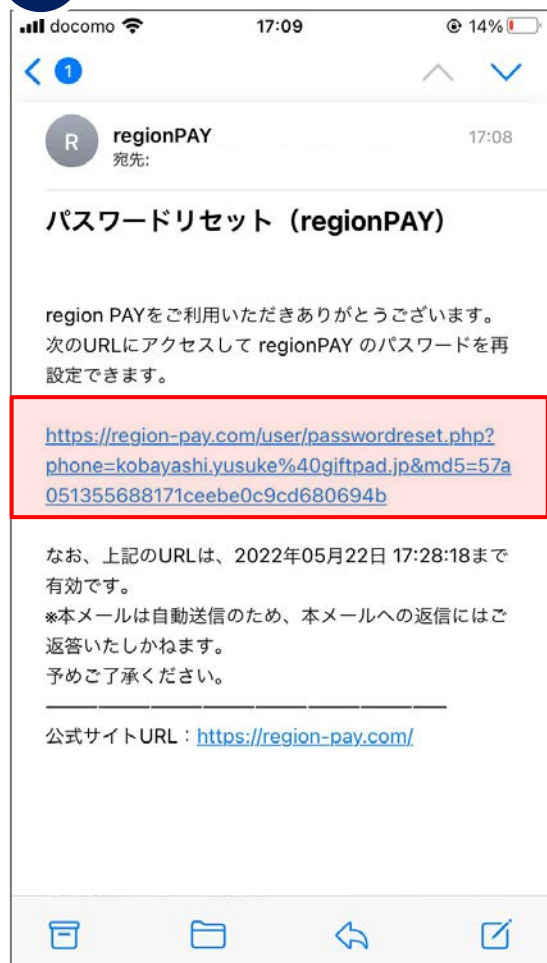 docomo 17:09 14%
1
R regionPAY 17:08
宛先:
パスワードリセット（regionPAY）
region PAYをご利用いただきありがとうございます。
次のURLにアクセスして regionPAY のパスワードを再
設定できます。
https://region-pay.com/user/passwordreset.php?
phone=kobayashi.yusuke%40giftpad.jp&md5=57a
051355688171ceebe0c9cd680694b
なお、上記のURLは、2022年05月22日 17:28:18まで
有効です。
※本メールは自動送信のため、本メールへの返信にはご
返答いたしかねます。
予めご了承ください。
公式サイトURL：https://region-pay.com/